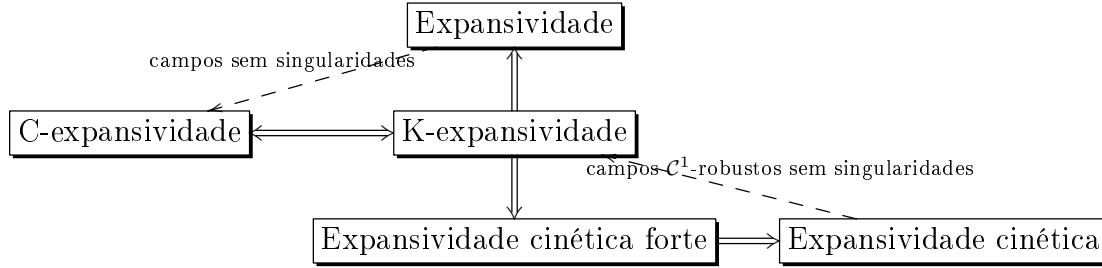 Expansividade
campos sem singularidades
C-expansividade
K-expansividade
campos C¹-robustos sem singularidades
Expansividade cinética forte
Expansividade cinética